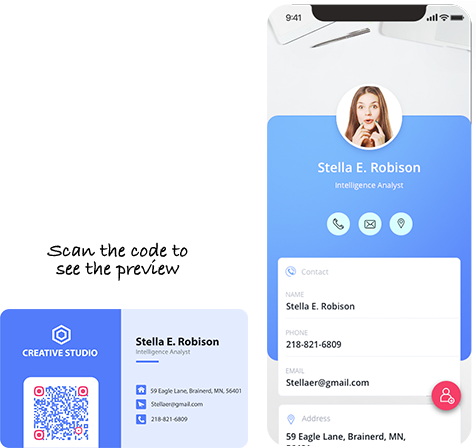 Scan the code to
see the preview
CREATIVE STUDIO
Stella E. Robison
Intelligence Analyst
59 Eagle Lane, Brainerd, MN, 56401
Stellaer@gmail.com
218-821-6809
9:41
Stella E. Robison
Intelligence Analyst
Contact
NAME
Stella E. Robison
PHONE
218-821-6809
EMAIL
Stellaer@gmail.com
Address
59 Eagle Lane, Brainerd, MN,